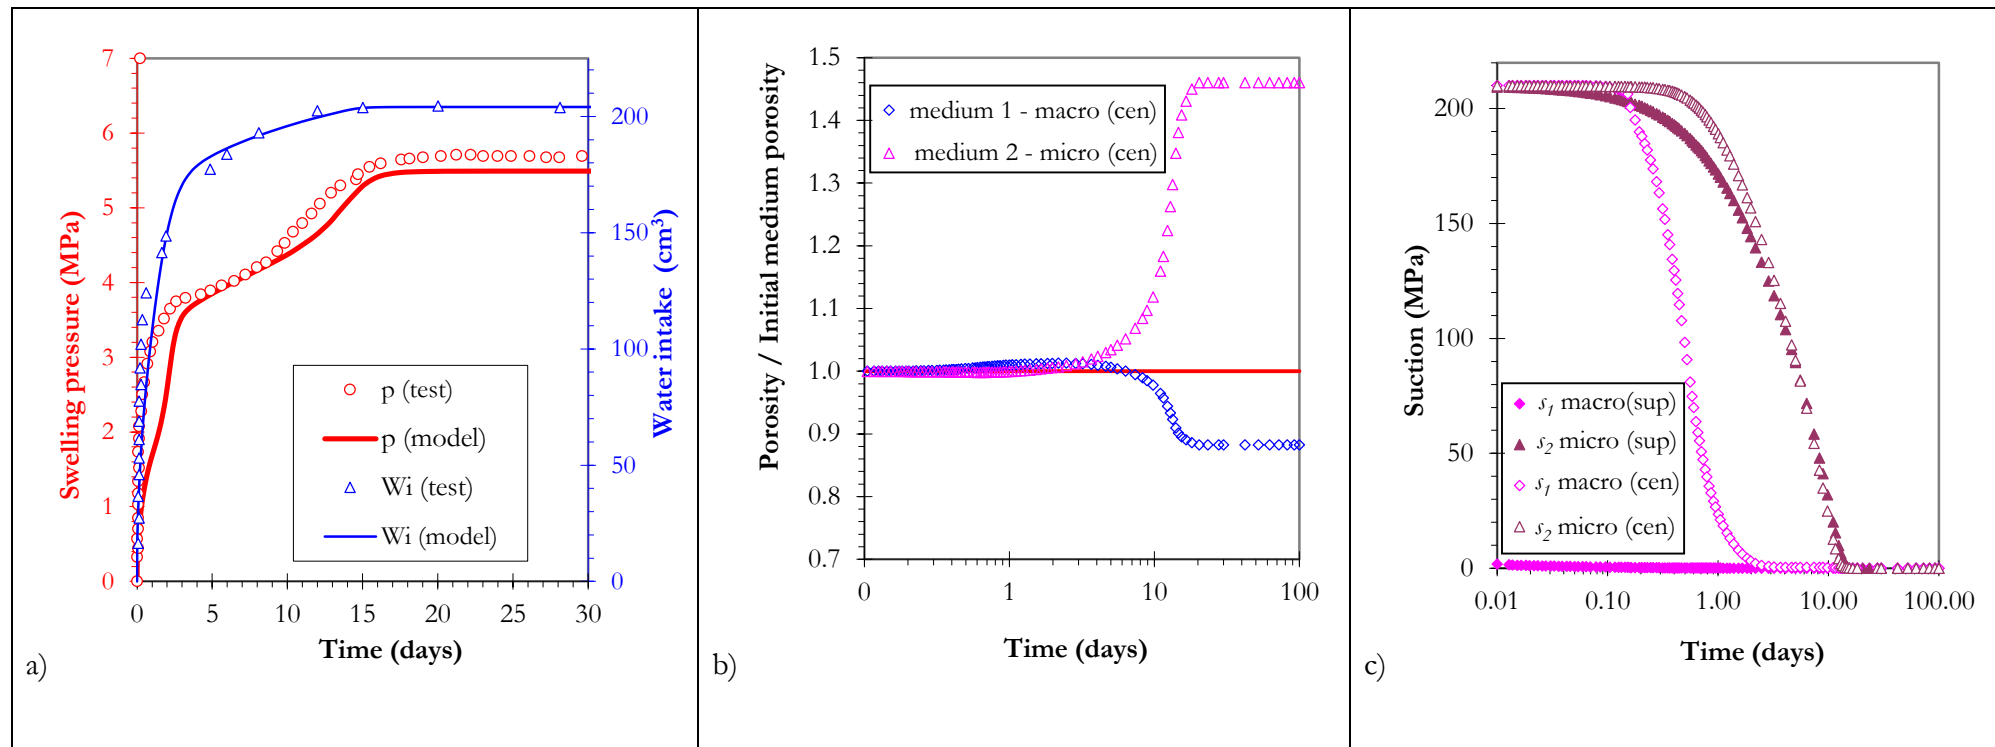 7
6
5
4
3
2
1
0
Swelling pressure (MPa)
200
150
100
50
0
Water intake (cm³)
p (test)
p (model)
Wi (test)
Wi (model)
0 5 10 15 20 25 30
Time (days)
a)
1.5
1.4
1.3
1.2
1.1
1.0
0.9
0.8
0.7
Porosity / Initial medium porosity
medium 1 - macro (cen)
medium 2 - micro (cen)
0 1 10 100
Time (days)
b)
200
150
100
50
0
Suction (MPa)
s1 macro(sup)
s2 micro (sup)
s1 macro (cen)
s2 micro (cen)
0.01 0.10 1.00 10.00 100.00
Time (days)
c)